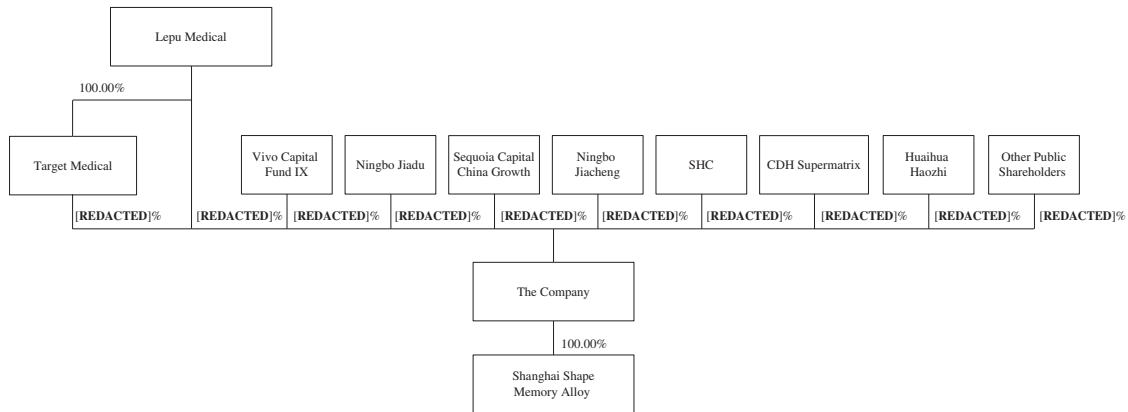 Lepu Medical
100.00%
Target Medical
Vivo Capital
Fund IX
Ningbo Jiadu
Sequoia Capital
China Growth
Ningbo
Jiacheng
SHC
CDH Supermatrix
Huaihua
Haozhi
Other Public
Shareholders
[REDACTED]%
[REDACTED]%
[REDACTED]%
[REDACTED]%
[REDACTED]%
[REDACTED]%
[REDACTED]%
[REDACTED]%
[REDACTED]%
[REDACTED]%
The Company
100.00%
Shanghai Shape
Memory Alloy